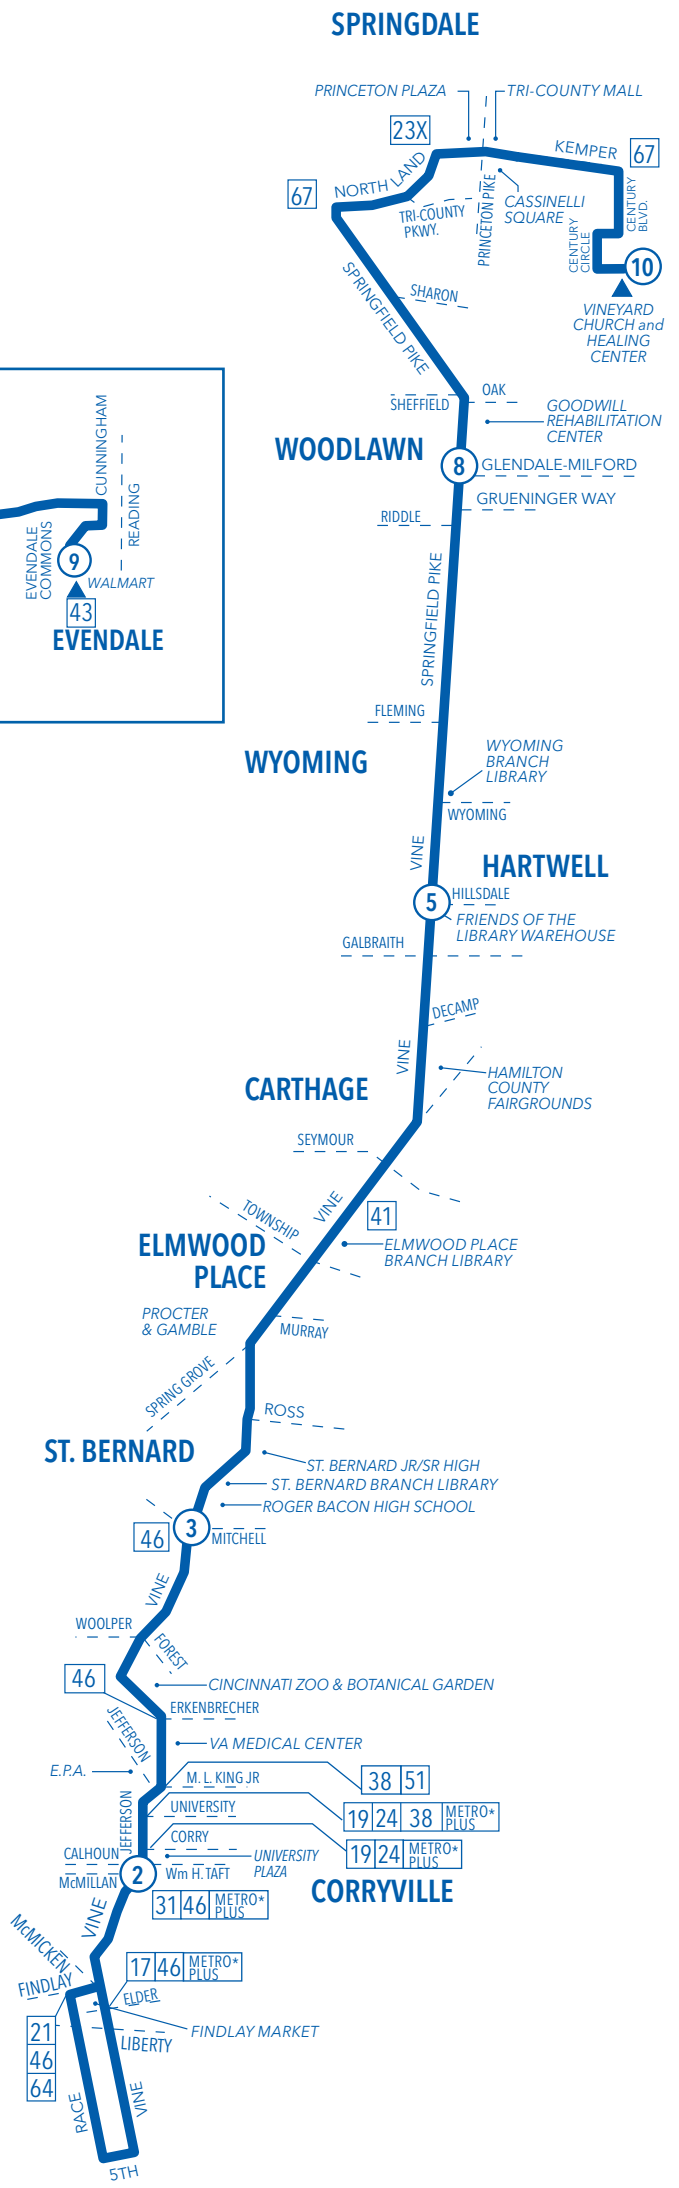 SPRINGDALE
PRINCETON PLAZA
TRI-COUNTY MALL
23X
KEMPER
67
67
NORTH LAND
TRI-COUNTY
PKWY.
PRINCETON PIKE
CASSINELLI
SQUARE
CENTURY
BLVD.
CENTURY
CIRCLE
10
VINEYARD
CHURCH and
HEALING
CENTER
SPRINGFIELD PIKE
SHARON
SHEFFIELD
OAK
GOODWILL
REHABILITATION
CENTER
WOODLAWN
8
GLENDALE-MILFORD
GRUENINGER WAY
RIDDLE
CUNNINGHAM
READING
EVENDALE
COMMONS
9
WALMART
43
EVENDALE
SPRINGFIELD PIKE
FLEMING
WYOMING
WYOMING
BRANCH
LIBRARY
WYOMING
VINE
HARTWELL
5
HILLSDALE
FRIENDS OF THE
LIBRARY WAREHOUSE
GALBRAITH
DECAMP
VINE
CARTHAGE
HAMILTON
COUNTY
FAIRGROUNDS
SEYMOUR
VINE
41
TOWNSHIP
ELMWOOD
PLACE
ELMWOOD PLACE
BRANCH LIBRARY
PROCTER
& GAMBLE
MURRAY
SPRING GROVE
ROSS
ST. BERNARD
ST. BERNARD JR/SR HIGH
ST. BERNARD BRANCH LIBRARY
ROGER BACON HIGH SCHOOL
46
3
MITCHELL
VINE
WOOLPER
FOREST
46
CINCINNATI ZOO & BOTANICAL GARDEN
ERKENBRECHER
JEFFERSON
VA MEDICAL CENTER
E.P.A.
M. L. KING JR
38 51
JEFFERSON
UNIVERSITY
19 24 38 METRO*
PLUS
CORRY
19 24 METRO*
PLUS
CALHOUN
UNIVERSITY
PLAZA
McMILLAN
2
Wm H. TAFT
CORRYVILLE
31 46 METRO*
PLUS
VINE
McMICKEN
17 46 METRO*
PLUS
FINDLAY
ELDER
FINDLAY MARKET
21
46
64
LIBERTY
RACE
VINE
5TH